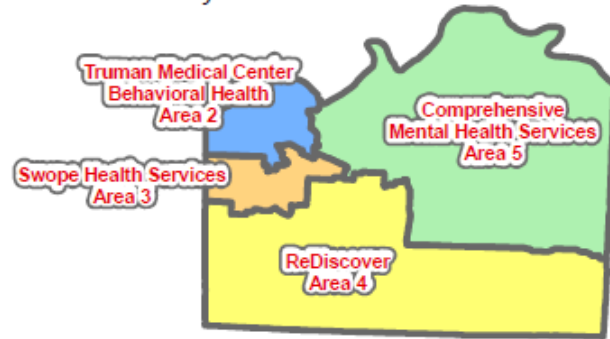 Truman Medical Center
Behavioral Health
Area 2
Comprehensive
Mental Health Services
Area 5
Swope Health Services
Area 3
ReDiscover
Area 4